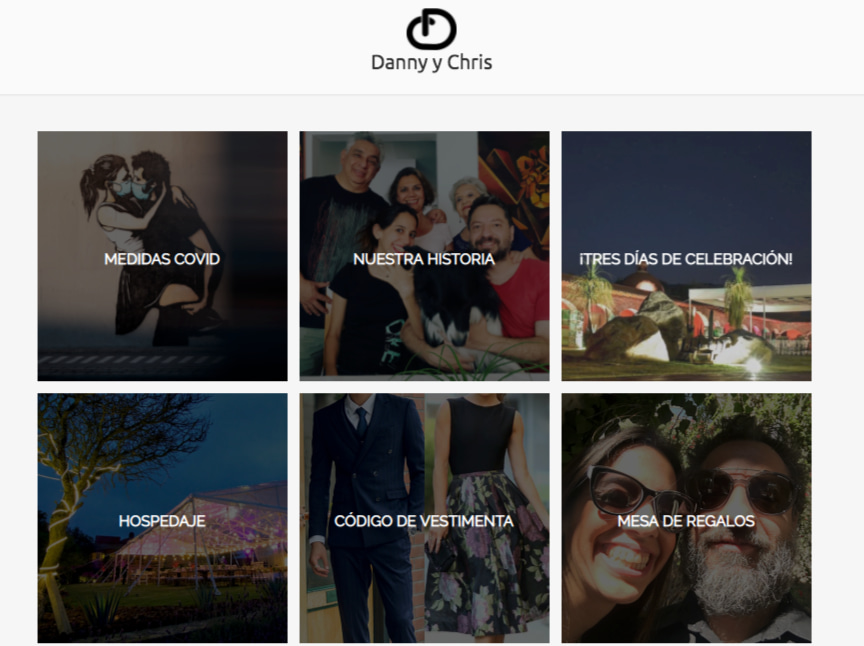 Danny y Chris
MEDIDAS COVID
NUESTRA HISTORIA
¡TRES DÍAS DE CELEBRACIÓN!
HOSPEDAJE
CÓDIGO DE VESTIMENTA
MESA DE REGALOS